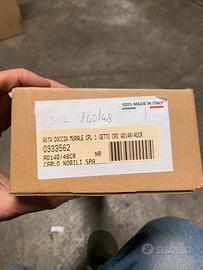 140/48
100% MADE IN ITALY
ASTA DOCCIA MURALE CPL 1 GETTO CRO AD140/48CR
0333562
AD140/48CR NR
CARLO NOBILI SPA
subito